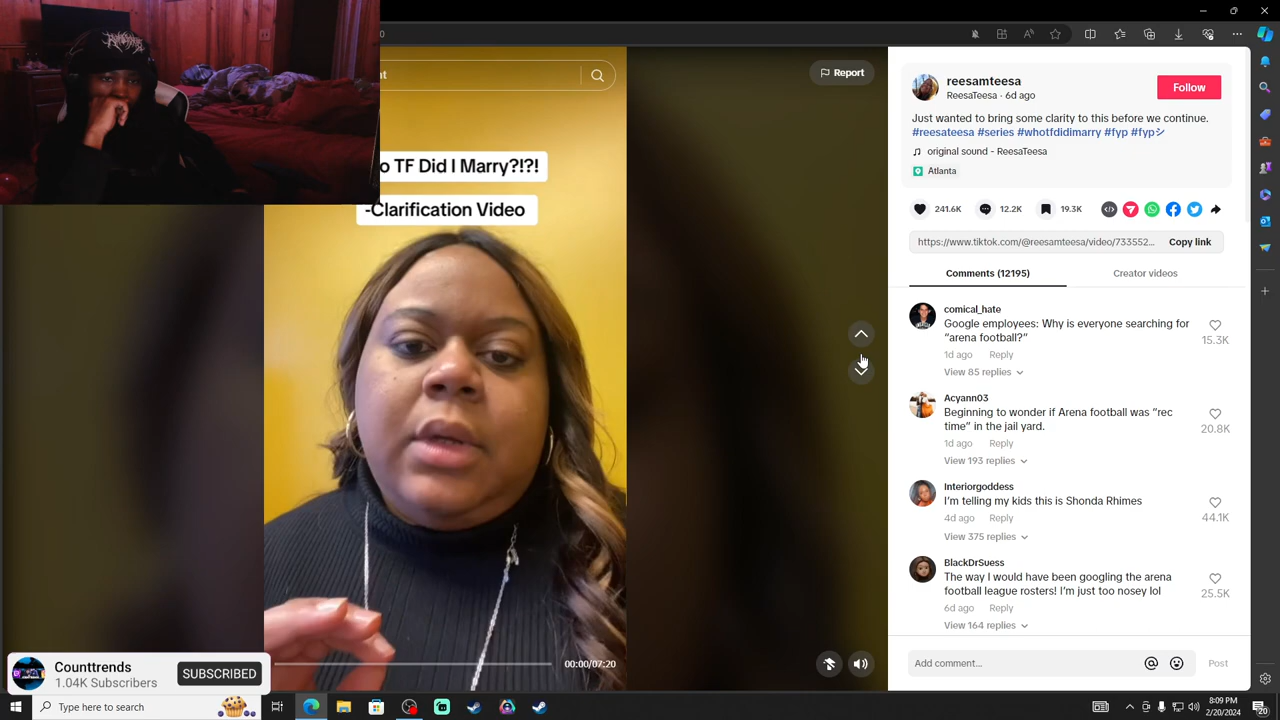 nt
Report
o TF Did I Marry?!?!
-Clarification Video
00:00/07:20
reesamteesa
ReesaTeesa · 6d ago
Follow
Just wanted to bring some clarity to this before we continue.
#reesateesa #series #whotfdidimarry #fyp #fypシ
original sound - ReesaTeesa
Atlanta
241.6K
12.2K
19.3K
https://www.tiktok.com/@reesamteesa/video/733552...
Copy link
Comments (12195)
Creator videos
comical_hate
Google employees: Why is everyone searching for
“arena football?”
15.3K
1d ago
Reply
View 85 replies
Acyann03
Beginning to wonder if Arena football was “rec
time” in the jail yard.
20.8K
1d ago
Reply
View 193 replies
Interiorgoddess
I’m telling my kids this is Shonda Rhimes
44.1K
4d ago
Reply
View 375 replies
BlackDrSuess
The way I would have been googling the arena
football league rosters! I’m just too nosey lol
25.5K
6d ago
Reply
View 164 replies
Add comment...
Post
Counttrends
1.04K Subscribers
SUBSCRIBED
Type here to search
8:09 PM
2/20/2024